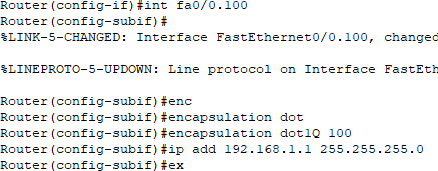 Router(config-if)#int fa0/0.100
Router(config-subif)#
%LINK-5-CHANGED: Interface FastEthernet0/0.100, changed
%LINEPROTO-5-UPDOWN: Line protocol on Interface FastEth
Router(config-subif)#enc
Router(config-subif)#encapsulation dot
Router(config-subif)#encapsulation dot1Q 100
Router(config-subif)#ip add 192.168.1.1 255.255.255.0
Router(config-subif)#ex